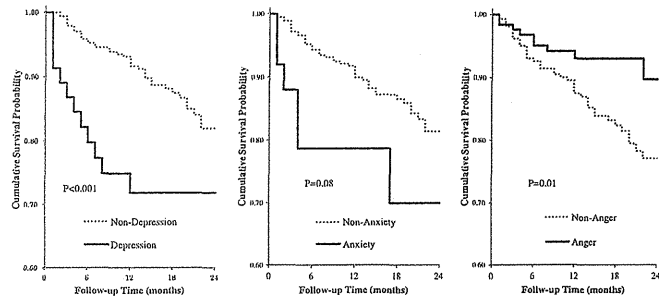 Cumulative Survival Probability
1.00
0.90
0.80
0.70
0.60
P<0.001
Non-Depression
Depression
0 6 12 18 24
Follow-up Time (months)
Cumulative Survival Probability
1.00
0.90
0.80
0.70
0.60
P=0.08
Non-Anxiety
Anxiety
0 6 12 18 24
Follow-up Time (months)
Cumulative Survival Probability
1.00
0.90
0.80
0.70
0.60
P=0.01
Non-Anger
Anger
0 6 12 18 24
Follow-up Time (months)